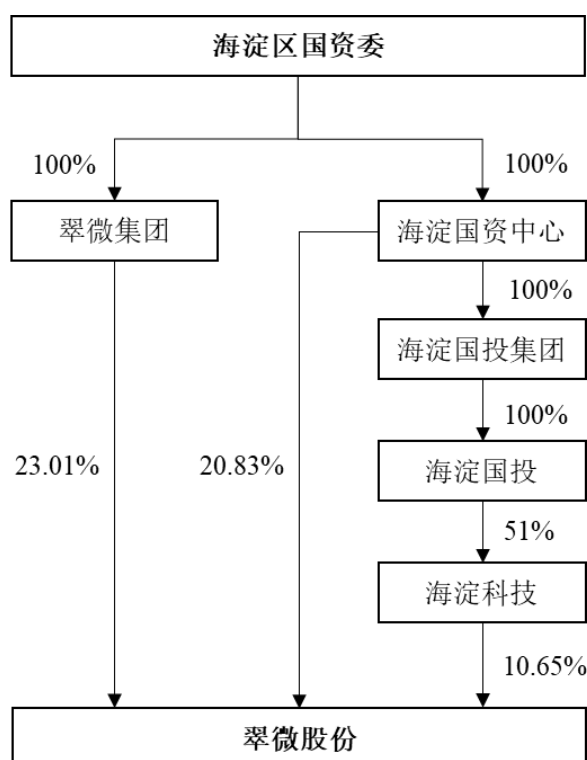 海淀区国资委
100%
100%
翠微集团
海淀国资中心
100%
海淀国投集团
100%
23.01%
20.83%
海淀国投
51%
海淀科技
10.65%
翠微股份